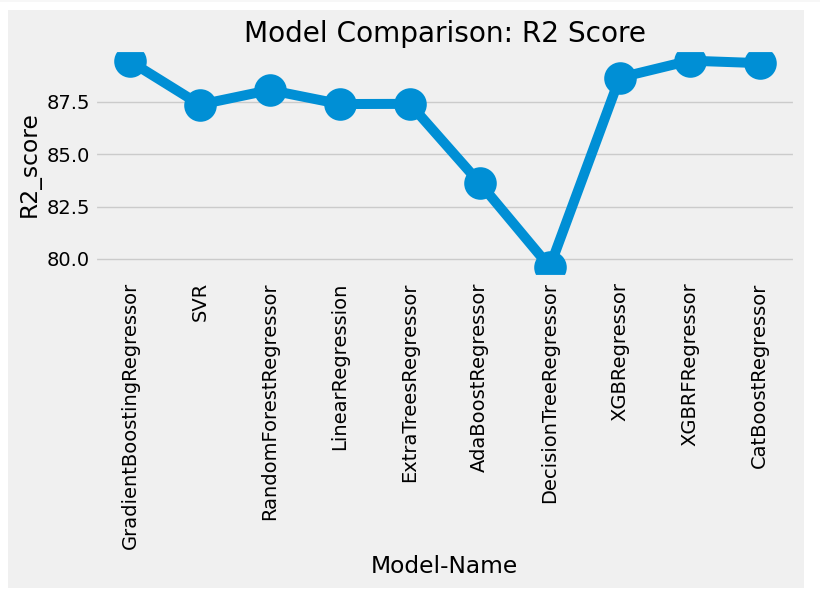 Model Comparison: R2 Score
R2_score
87.5
85.0
82.5
80.0
GradientBoostingRegressor
SVR
RandomForestRegressor
LinearRegression
ExtraTreesRegressor
AdaBoostRegressor
DecisionTreeRegressor
XGBRegressor
XGBRFRegressor
CatBoostRegressor
Model-Name